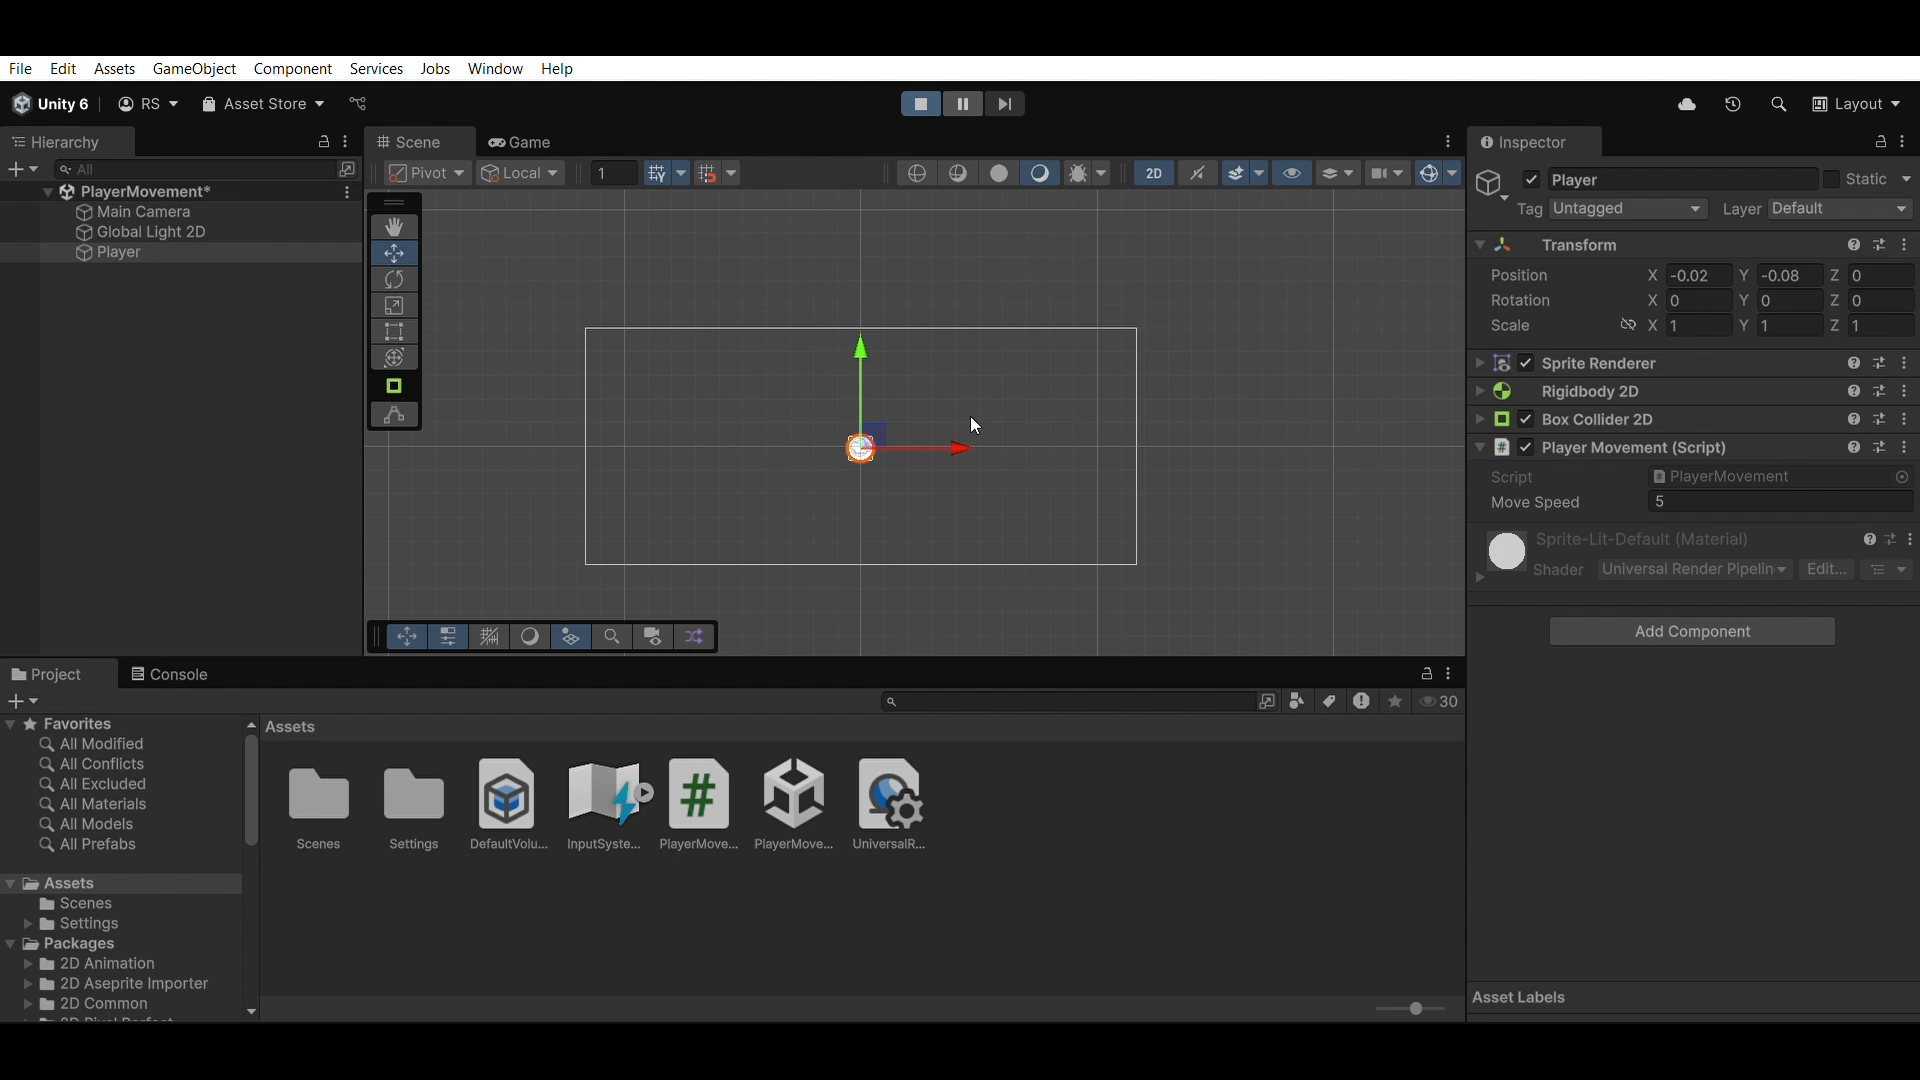 File Edit Assets GameObject Component Services Jobs Window Help
Unity 6 RS Asset Store Layout
Hierarchy
All
PlayerMovement*
Main Camera
Global Light 2D
Player
Scene Game
Pivot Local 1 2D
Inspector
Player Static
Tag Untagged Layer Default
Transform
Position X -0.02 Y -0.08 Z 0
Rotation X 0 Y 0 Z 0
Scale X 1 Y 1 Z 1
Sprite Renderer
Rigidbody 2D
Box Collider 2D
Player Movement (Script)
Script PlayerMovement
Move Speed 5
Sprite-Lit-Default (Material)
Shader Universal Render Pipelin Edit...
Add Component
Asset Labels
Project Console
30
Favorites
All Modified
All Conflicts
All Excluded
All Materials
All Models
All Prefabs
Assets
Scenes
Settings
Packages
2D Animation
2D Aseprite Importer
2D Common
Assets
Scenes Settings DefaultVolu... InputSyste... PlayerMove... PlayerMove... UniversalR...